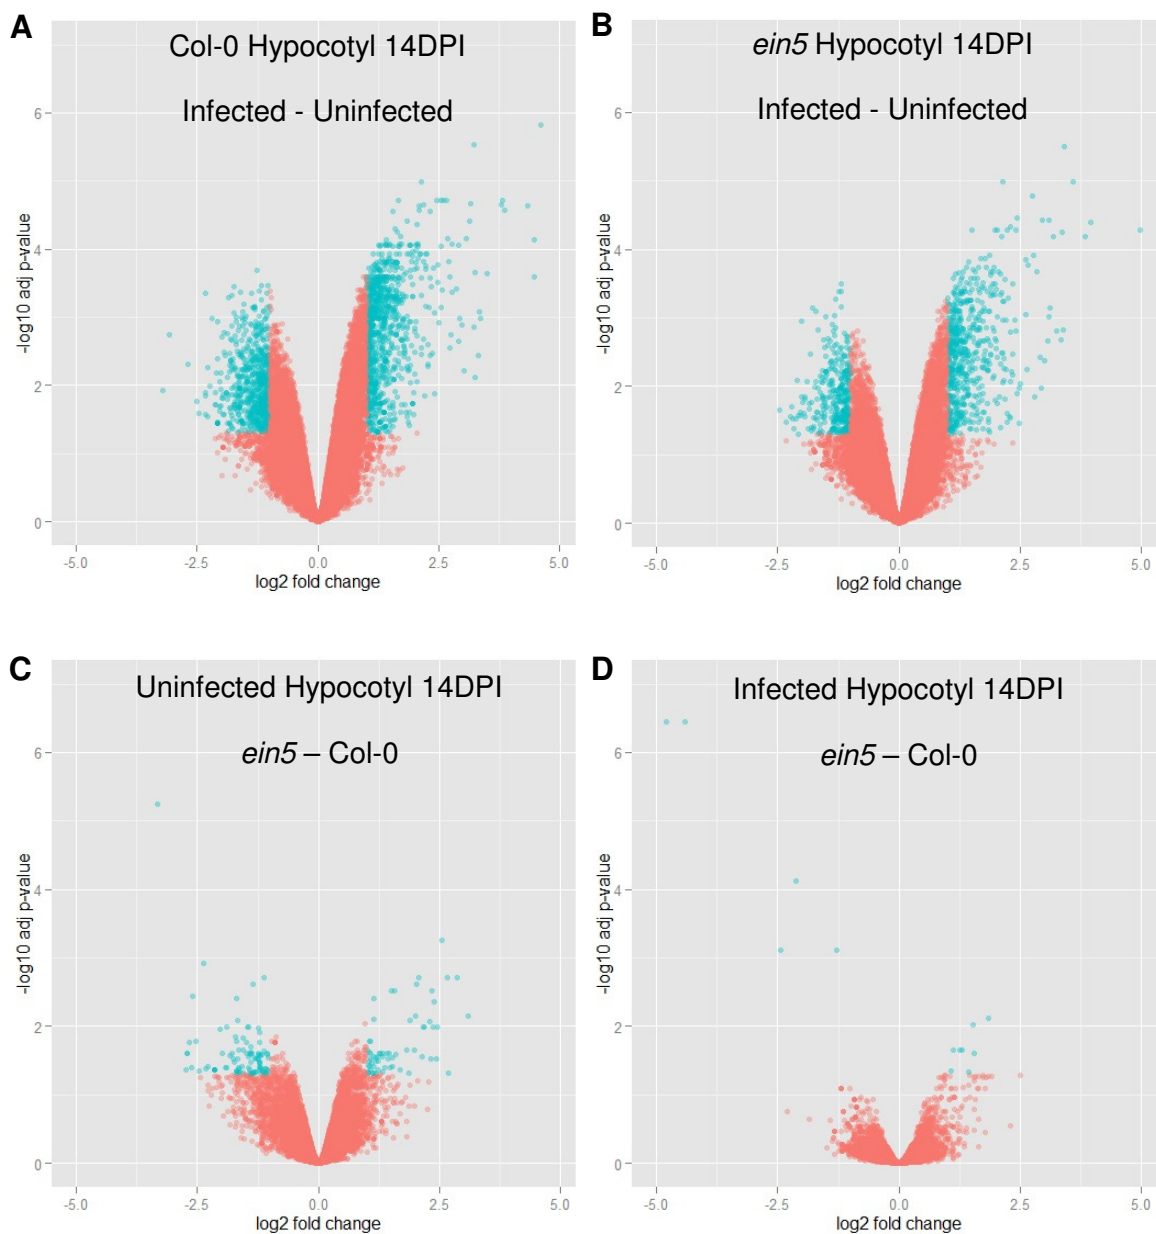 A
Col-0 Hypocotyl 14DPI
Infected - Uninfected
-log10 adj p-value
6
4
2
0
-5.0 -2.5 0.0 2.5 5.0
log2 fold change
B
ein5 Hypocotyl 14DPI
Infected - Uninfected
-log10 adj p-value
6
4
2
0
-5.0 -2.5 0.0 2.5 5.0
log2 fold change
C
Uninfected Hypocotyl 14DPI
ein5 – Col-0
-log10 adj p-value
6
4
2
0
-5.0 -2.5 0.0 2.5 5.0
log2 fold change
D
Infected Hypocotyl 14DPI
ein5 – Col-0
-log10 adj p-value
6
4
2
0
-5.0 -2.5 0.0 2.5 5.0
log2 fold change